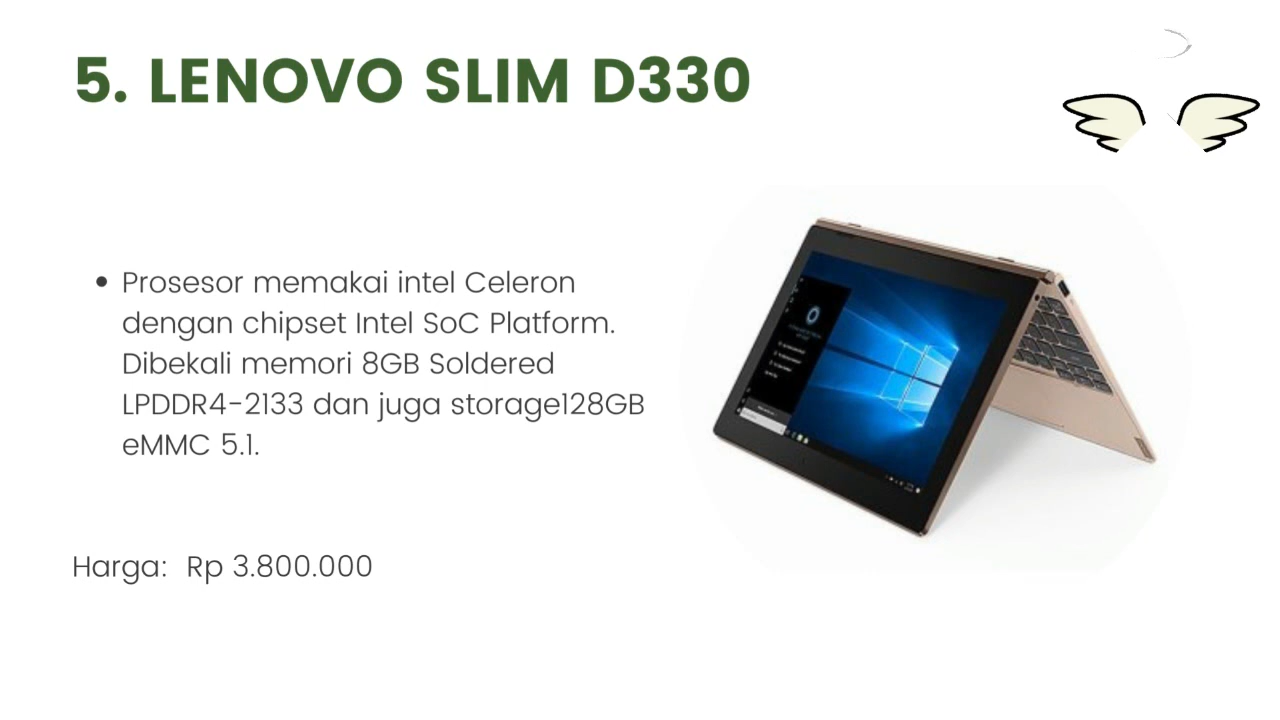 5. LENOVO SLIM D330
Prosesor memakai intel Celeron
dengan chipset Intel SoC Platform.
Dibekali memori 8GB Soldered
LPDDR4-2133 dan juga storage128GB
eMMC 5.1.
Harga: Rp 3.800.000